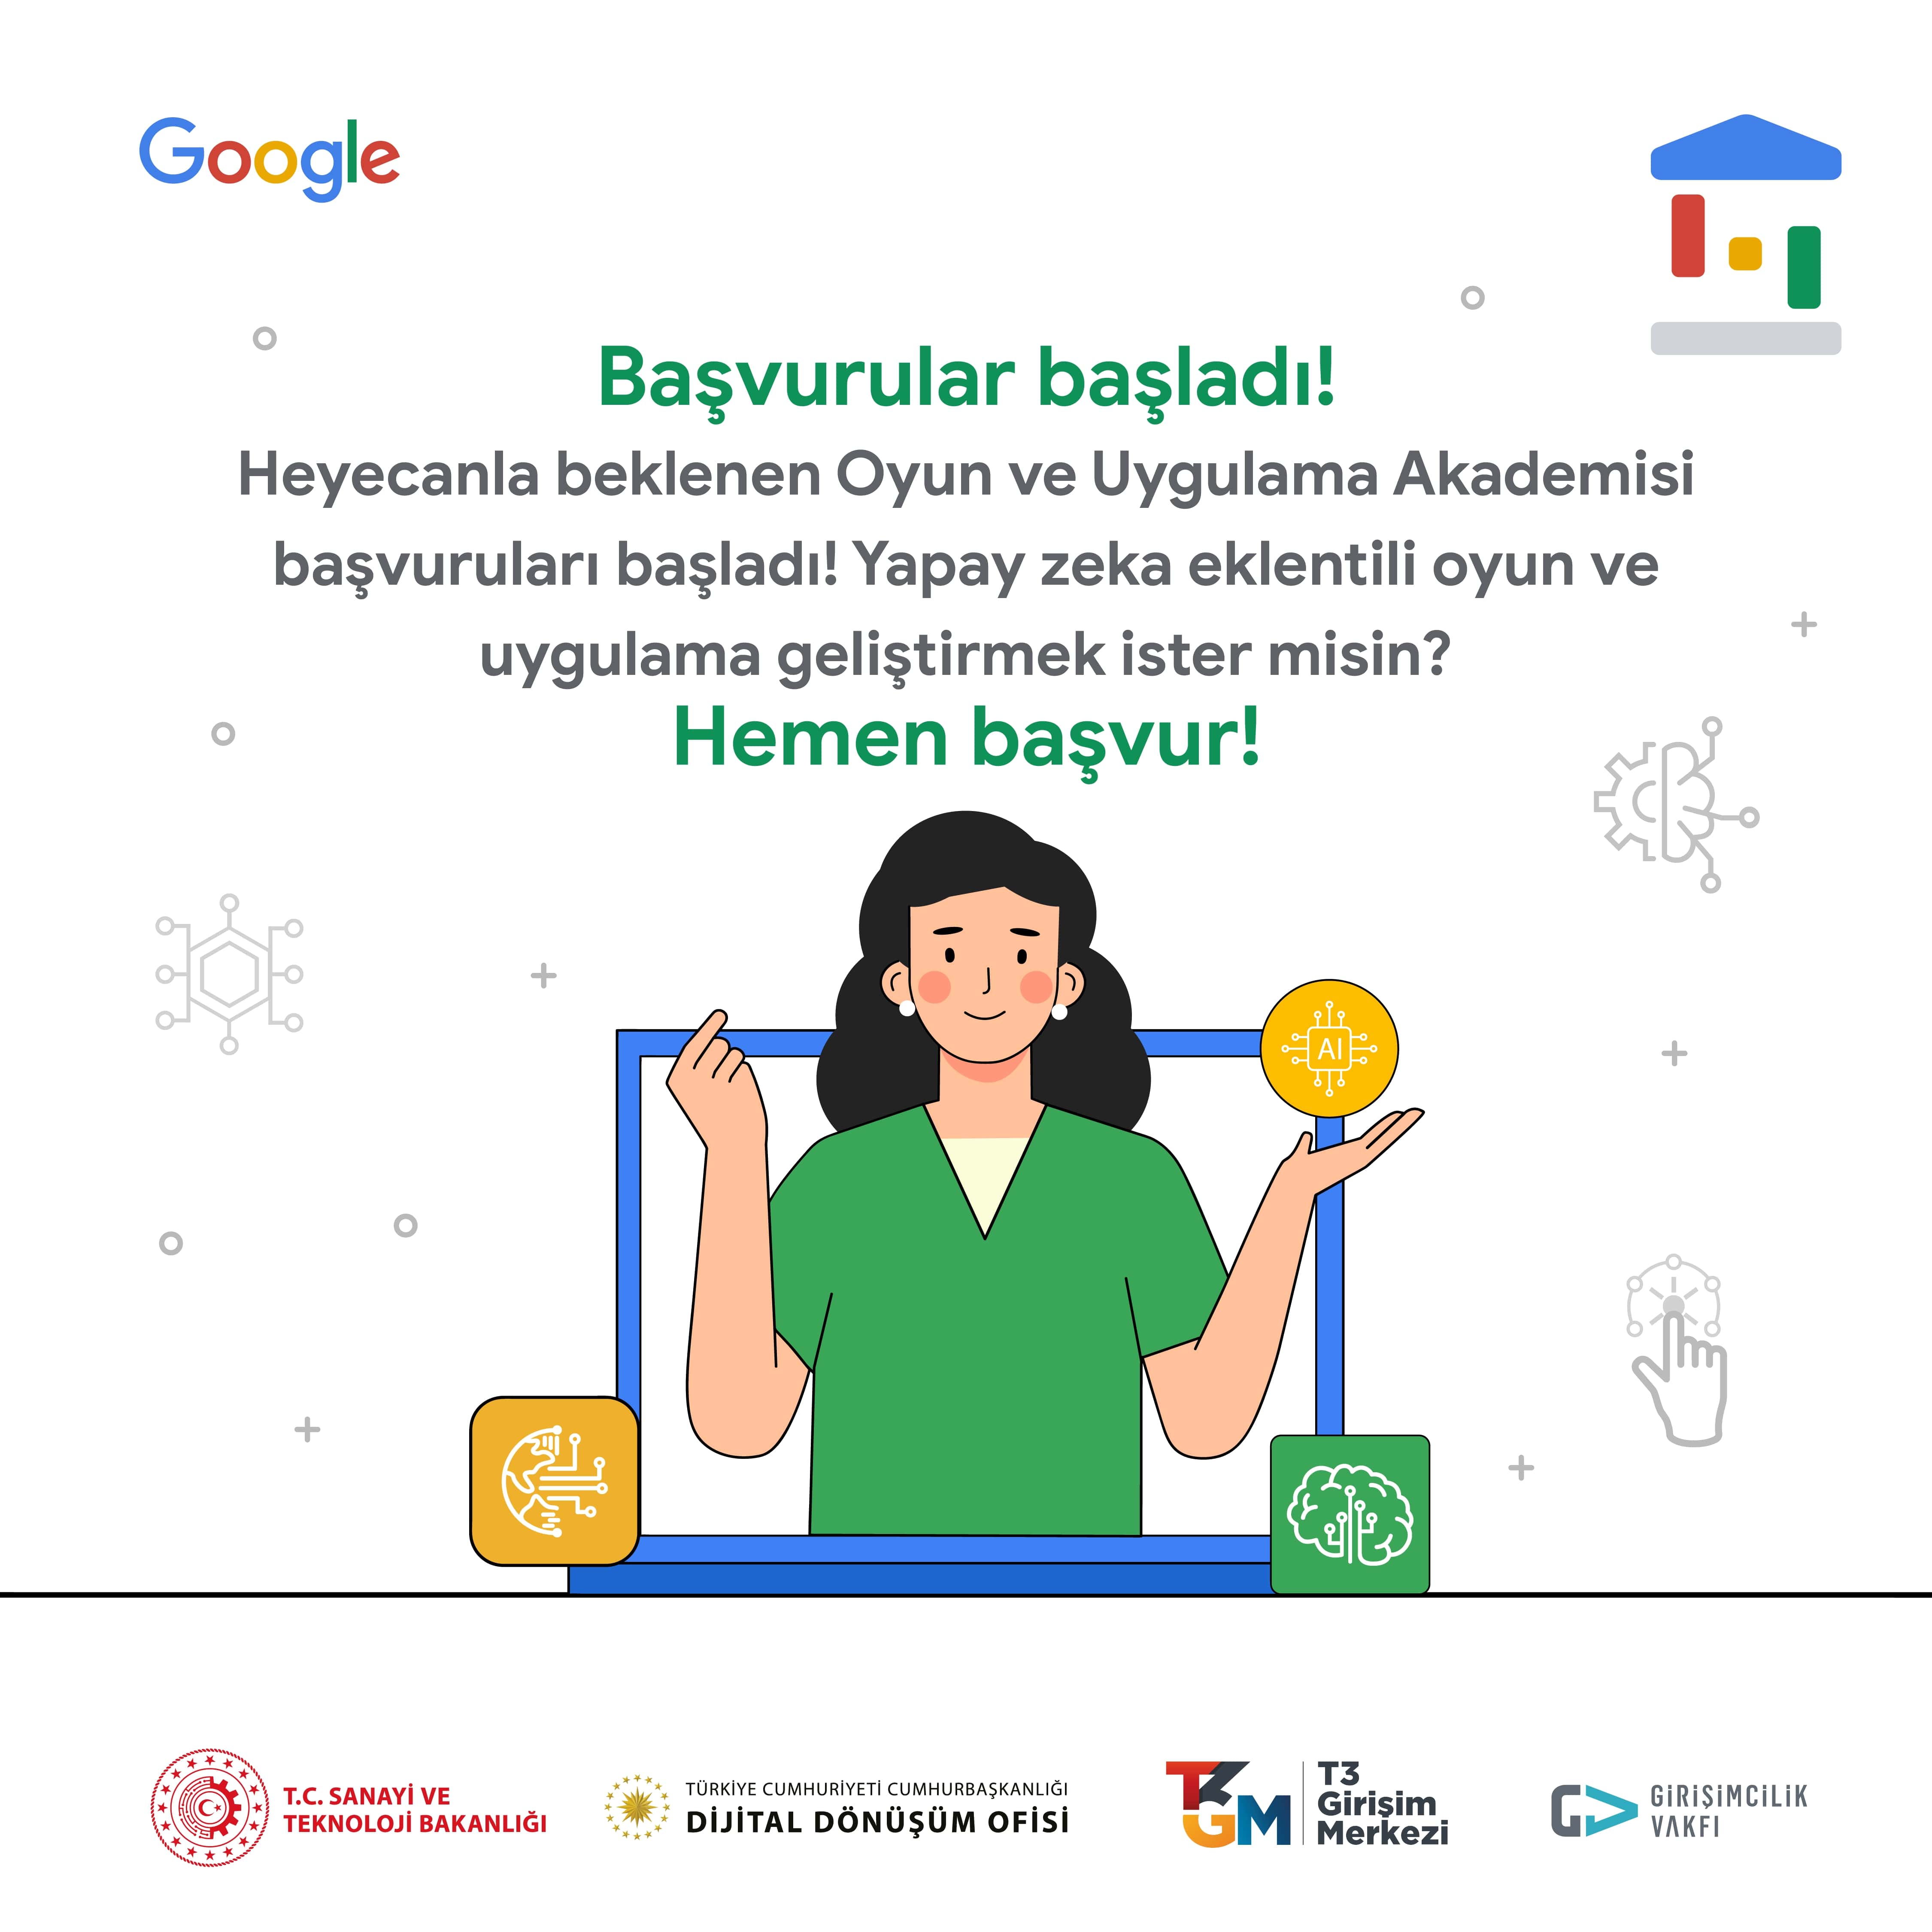 Google
Başvurular başladı!
Heyecanla beklenen Oyun ve Uygulama Akademisi
başvuruları başladı! Yapay zeka eklentili oyun ve
uygulama geliştirmek ister misin?
Hemen başvur!
AI
T.C. SANAYİ VE
TEKNOLOJİ BAKANLIĞI
TÜRKİYE CUMHURİYETİ CUMHURBAŞKANLIĞI
DİJİTAL DÖNÜŞÜM OFİSİ
T3
GM
T3
Girişim
Merkezi
GİRİŞİMCİLİK
VAKFI